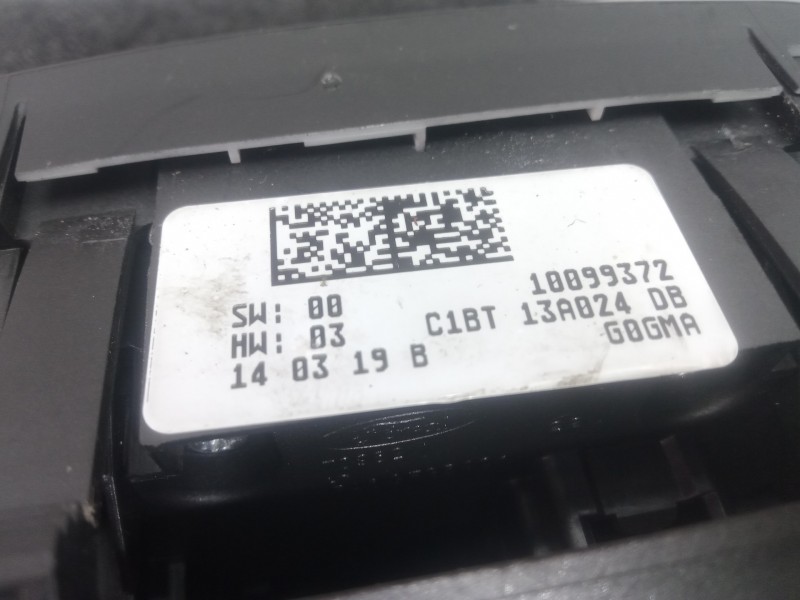 10099372
SW: 00
C1BT 13A024 DB
HW: 03
G0GMA
14 03 19 B